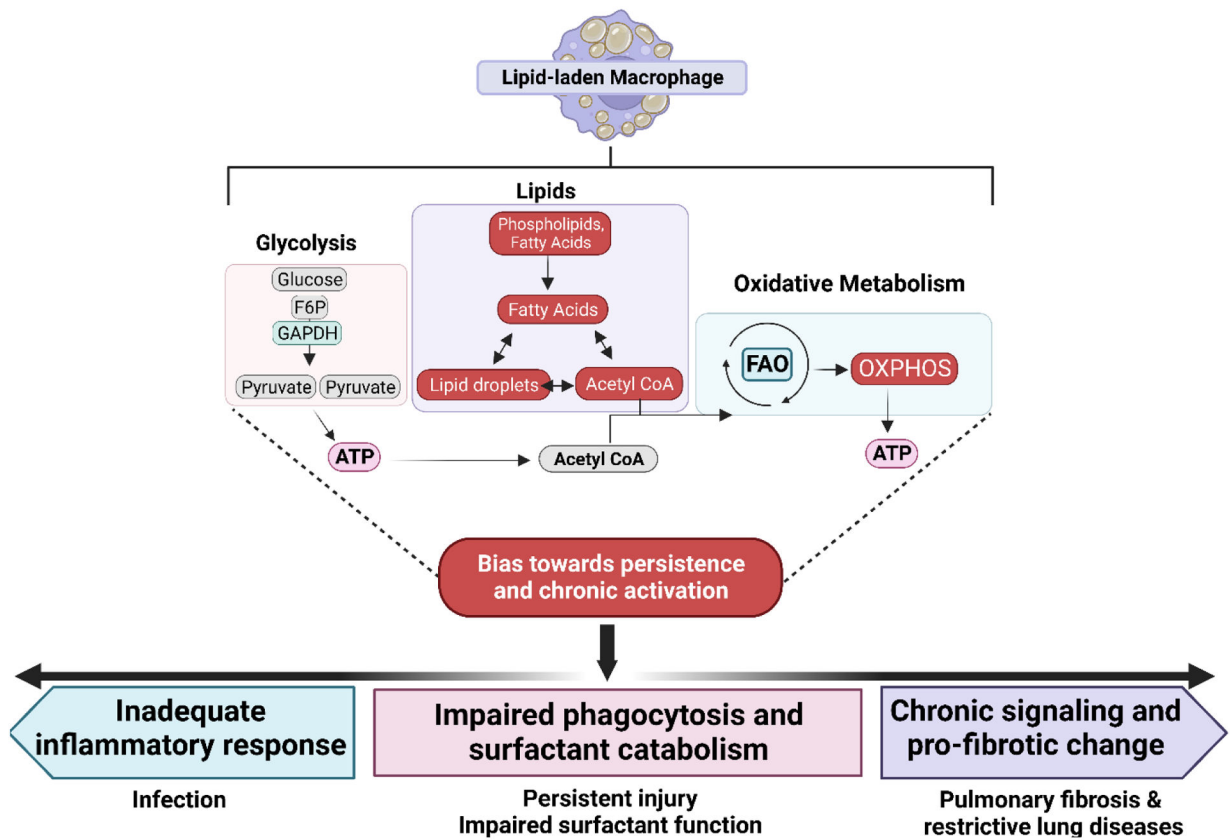 Lipid-laden Macrophage
Lipids
Phospholipids,
Fatty Acids
Fatty Acids
Lipid droplets
Acetyl CoA
Glycolysis
Glucose
F6P
GAPDH
Pyruvate Pyruvate
ATP
Acetyl CoA
Oxidative Metabolism
FAO
OXPHOS
ATP
Bias towards persistence
and chronic activation
Inadequate
inflammatory response
Infection
Impaired phagocytosis and
surfactant catabolism
Persistent injury
Impaired surfactant function
Chronic signaling and
pro-fibrotic change
Pulmonary fibrosis &
restrictive lung diseases